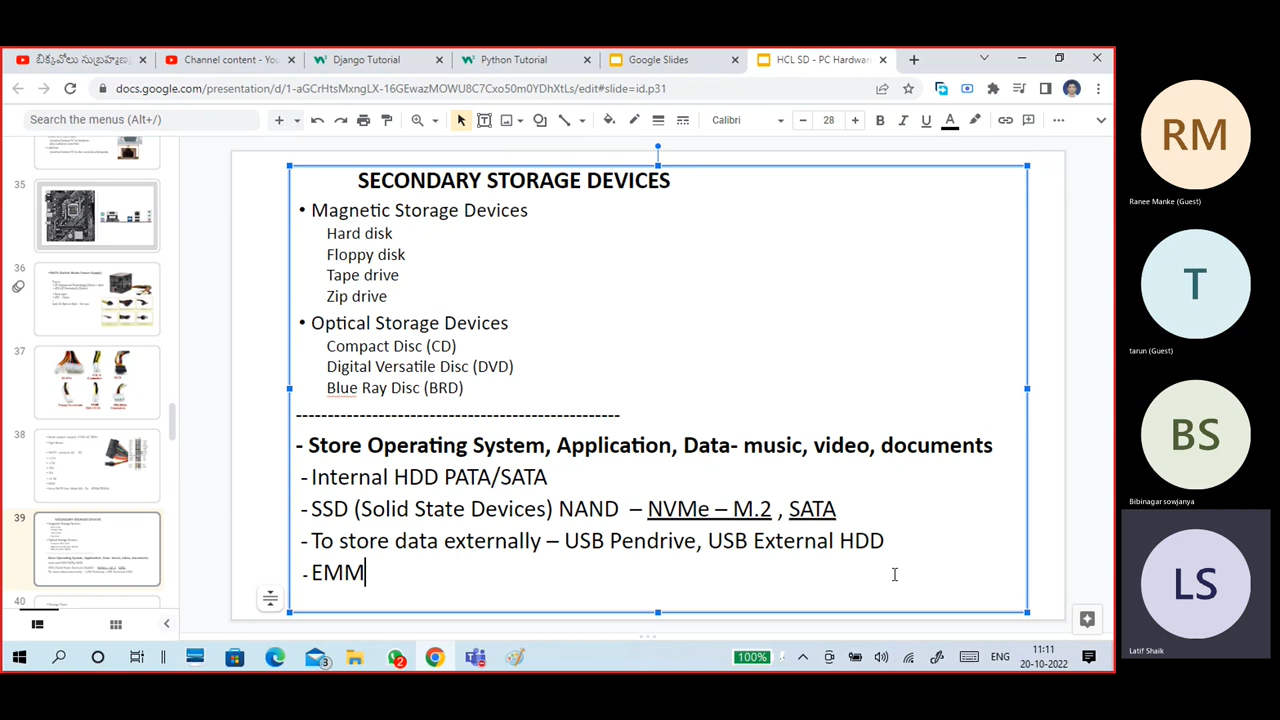 బిక్కవోలు సుబ్రహ్మణ్య
Channel content - You
Django Tutorial
Python Tutorial
Google Slides
HCL SD - PC Hardwar
docs.google.com/presentation/d/1-aGCrHtsMxngLX-16GEwazMOWU8C7Cxo50m0YDhXtLs/edit#slide=id.p31
Search the menus (Alt+/)
Calibri
28
B I U A
35
36
37
38
39
40
SECONDARY STORAGE DEVICES
• Magnetic Storage Devices
Hard disk
Floppy disk
Tape drive
Zip drive
• Optical Storage Devices
Compact Disc (CD)
Digital Versatile Disc (DVD)
Blue Ray Disc (BRD)
---------------------------------------------------
- Store Operating System, Application, Data- music, video, documents
- Internal HDD PATA/SATA
- SSD (Solid State Devices) NAND – NVMe – M.2 , SATA
- To store data externally – USB Pendrive, USB External HDD
- EMM
RM
Ranee Manke (Guest)
T
tarun (Guest)
BS
Bibinagar sowjanya
LS
Latif Shaik
3
2
100%
ENG
11:11
20-10-2022